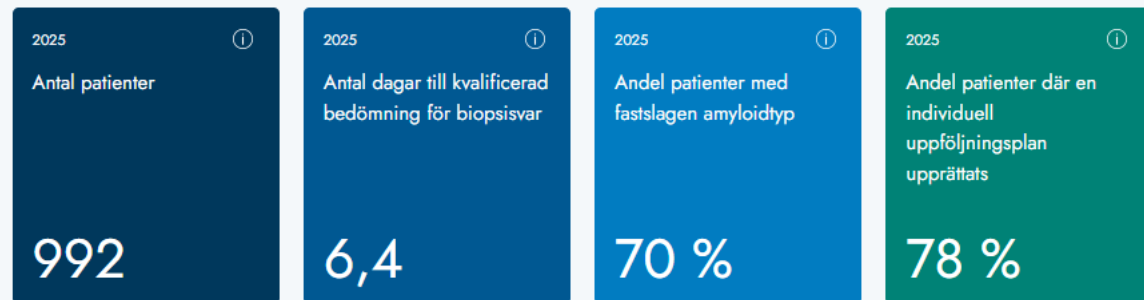 2025
Antal patienter
992
2025
Antal dagar till kvalificerad
bedömning för biopsisvar
6,4
2025
Andel patienter med
fastslagen amyloidtyp
70 %
2025
Andel patienter där en
individuell
uppföljningsplan
upprättats
78 %